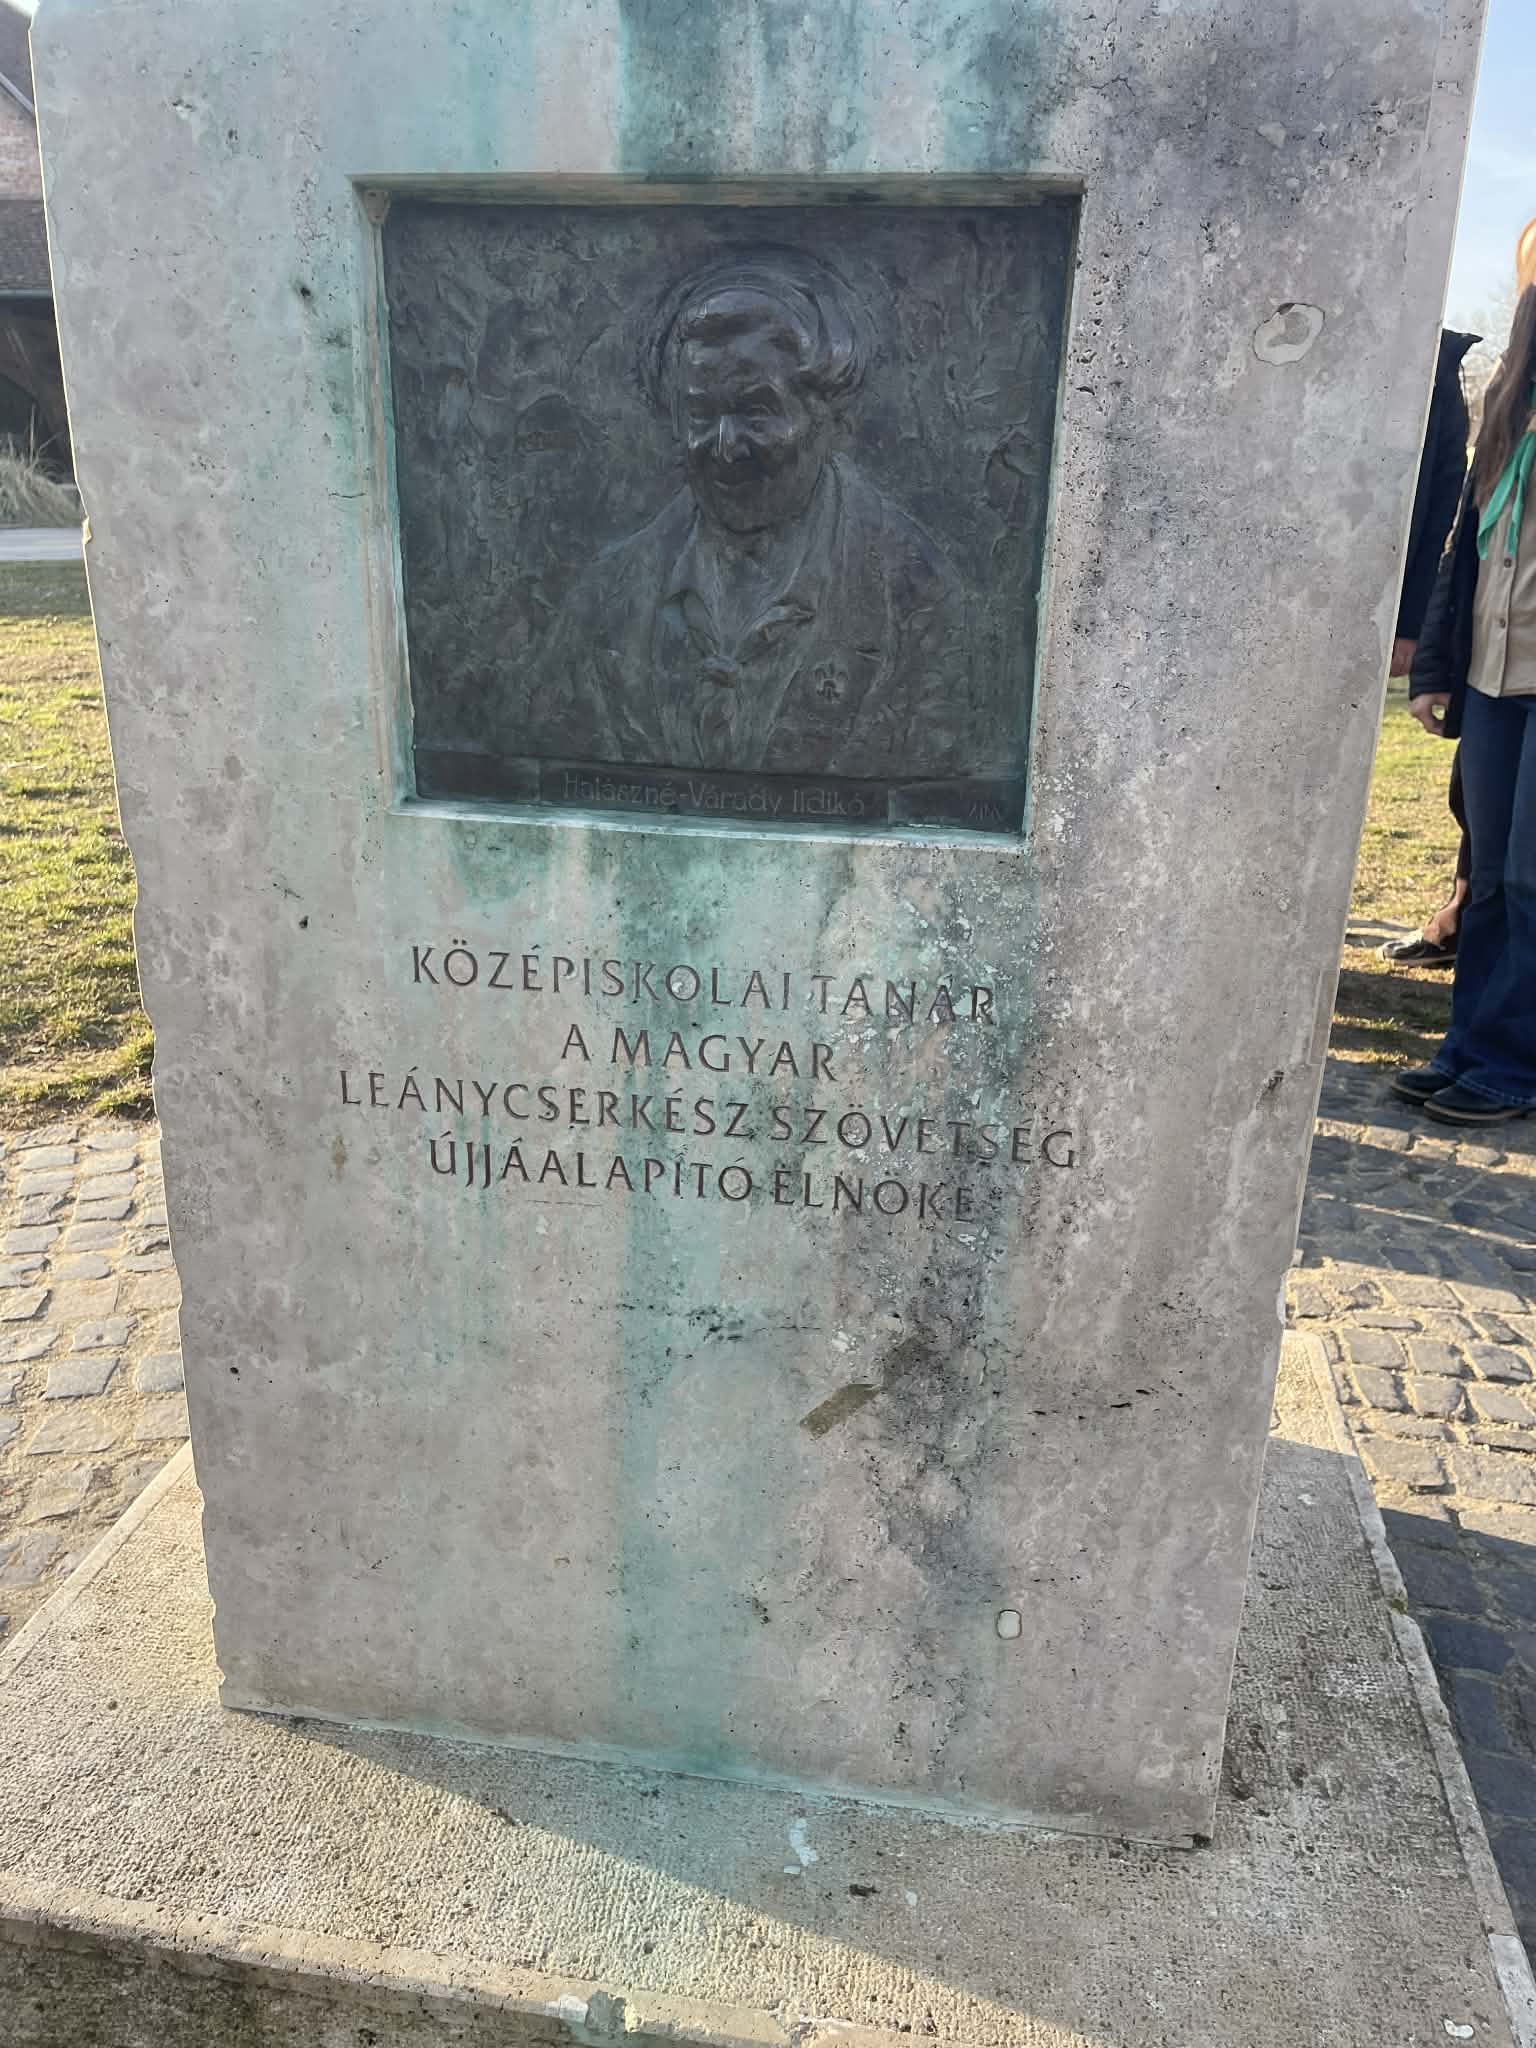 Halászné-Várady Ildikó
KÖZÉPISKOLAI TANÁR
A MAGYAR
LEÁNYCSERKÉSZ SZÖVETSÉG
ÚJJÁALAPÍTÓ ELNÖKE